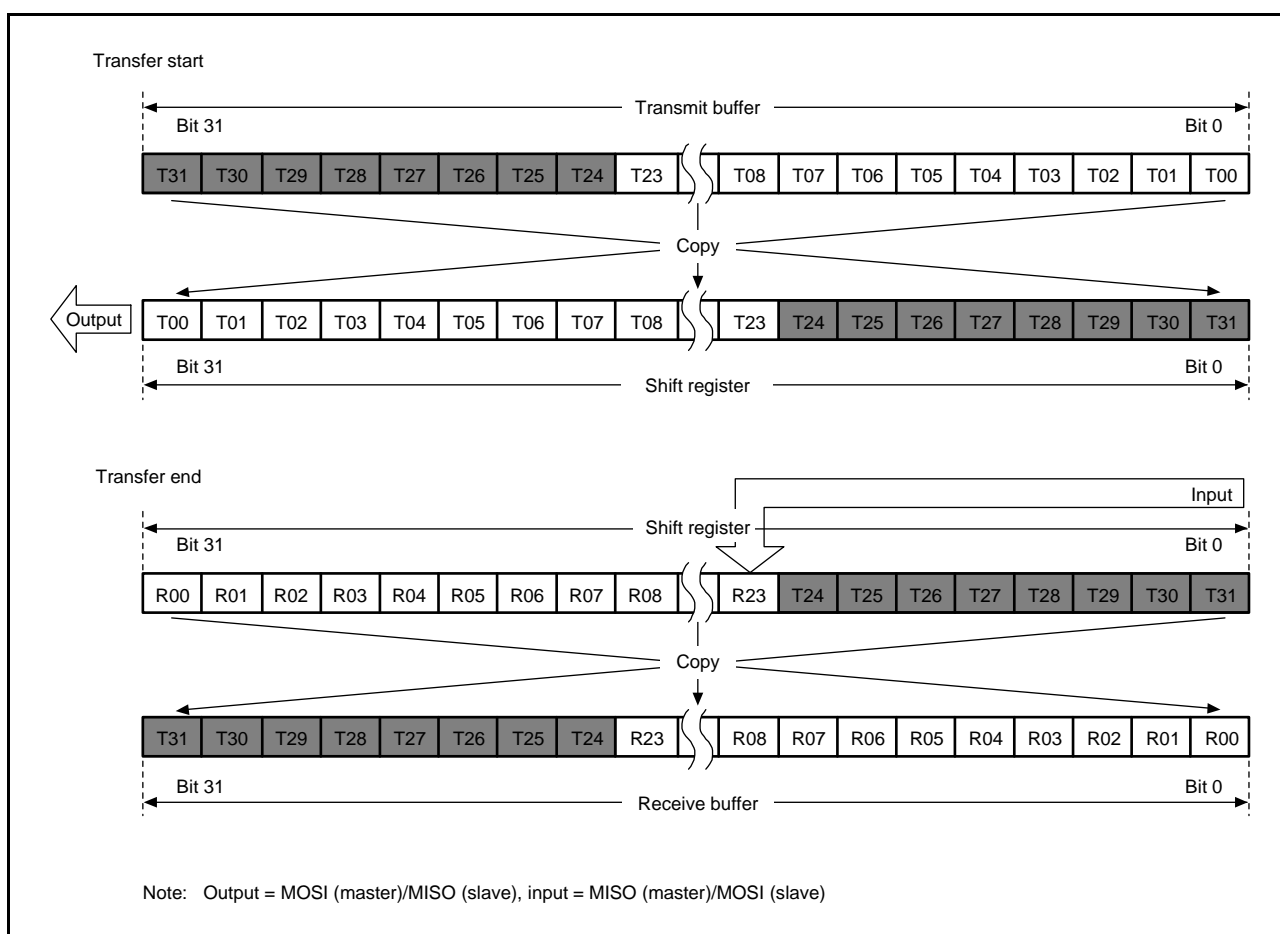 Transfer start
Transmit buffer
Bit 31 Bit 0
T31 T30 T29 T28 T27 T26 T25 T24 T23 T08 T07 T06 T05 T04 T03 T02 T01 T00
Copy
Output T00 T01 T02 T03 T04 T05 T06 T07 T08 T23 T24 T25 T26 T27 T28 T29 T30 T31
Bit 31 Bit 0
Shift register
Transfer end
Input
Shift register
Bit 31 Bit 0
R00 R01 R02 R03 R04 R05 R06 R07 R08 R23 T24 T25 T26 T27 T28 T29 T30 T31
Copy
T31 T30 T29 T28 T27 T26 T25 T24 R23 R08 R07 R06 R05 R04 R03 R02 R01 R00
Bit 31 Bit 0
Receive buffer
Note: Output = MOSI (master)/MISO (slave), input = MISO (master)/MOSI (slave)